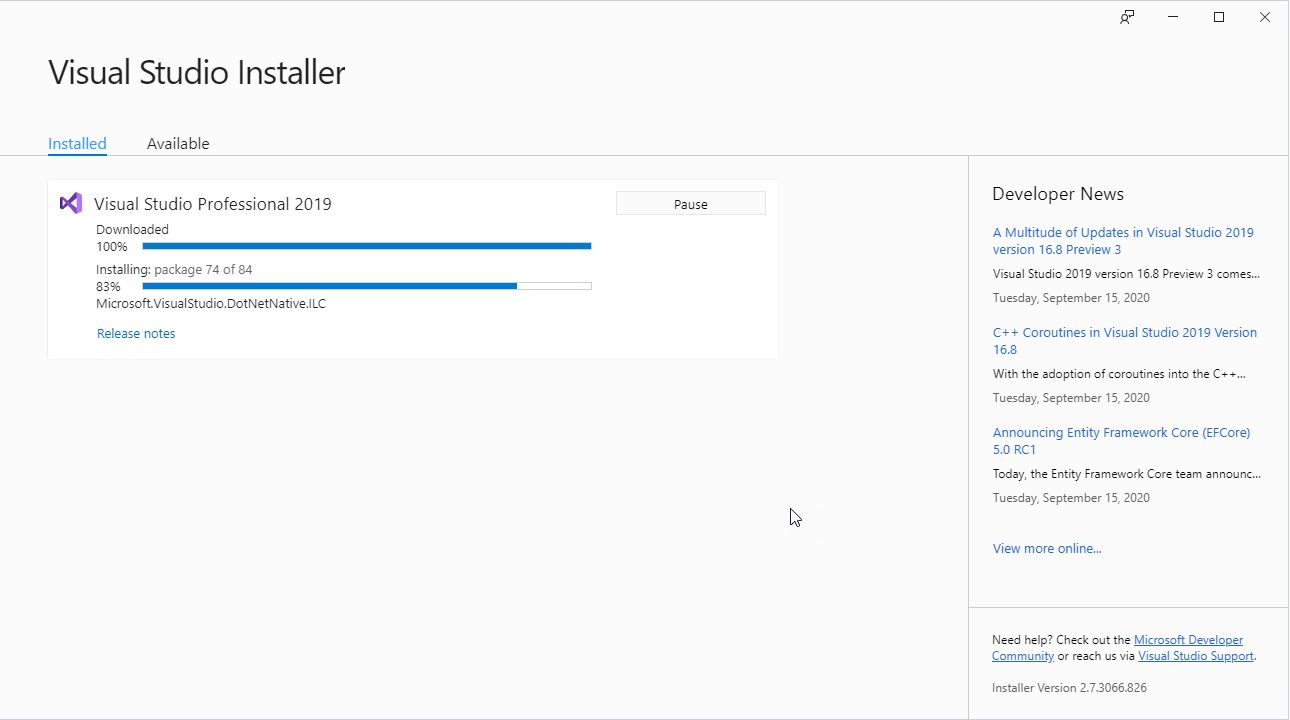 Visual Studio Installer
Installed
Available
Visual Studio Professional 2019
Pause
Downloaded
100%
Installing: package 74 of 84
83%
Microsoft.VisualStudio.DotNetNative.ILC
Release notes
Developer News
A Multitude of Updates in Visual Studio 2019
version 16.8 Preview 3
Visual Studio 2019 version 16.8 Preview 3 comes...
Tuesday, September 15, 2020
C++ Coroutines in Visual Studio 2019 Version
16.8
With the adoption of coroutines into the C++...
Tuesday, September 15, 2020
Announcing Entity Framework Core (EFCore)
5.0 RC1
Today, the Entity Framework Core team announc...
Tuesday, September 15, 2020
View more online...
Need help? Check out the Microsoft Developer
Community or reach us via Visual Studio Support.
Installer Version 2.7.3066.826